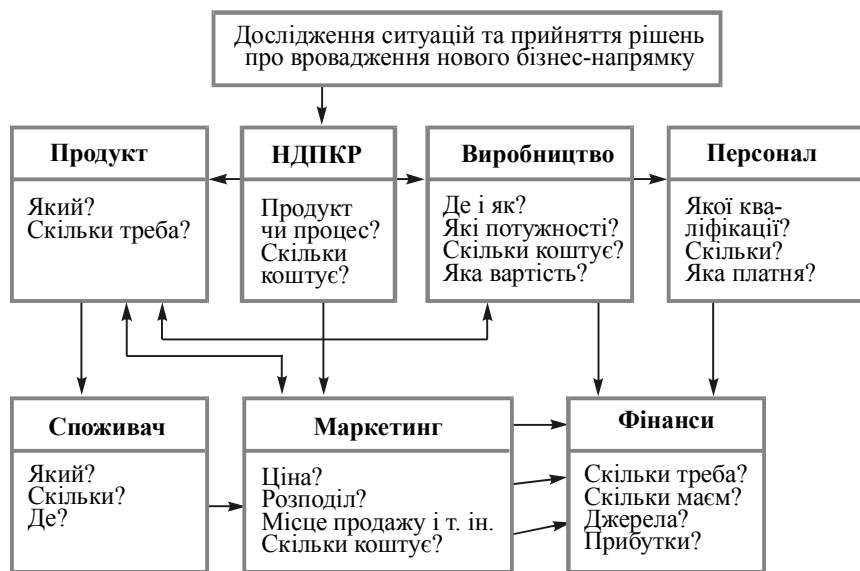 Дослідження ситуацій та прийняття рішень
про вровадження нового бізнес-напрямку
Продукт
Який?
Скільки треба?
НДПКР
Продукт
чи процес?
Скільки
коштує?
Виробництво
Де і як?
Які потужності?
Скільки коштує?
Яка вартість?
Персонал
Якої ква-
ліфікації?
Скільки?
Яка платня?
Споживач
Який?
Скільки?
Де?
Маркетинг
Ціна?
Розподіл?
Місце продажу і т. ін.
Скільки коштує?
Фінанси
Скільки треба?
Скільки маєм?
Джерела?
Прибутки?